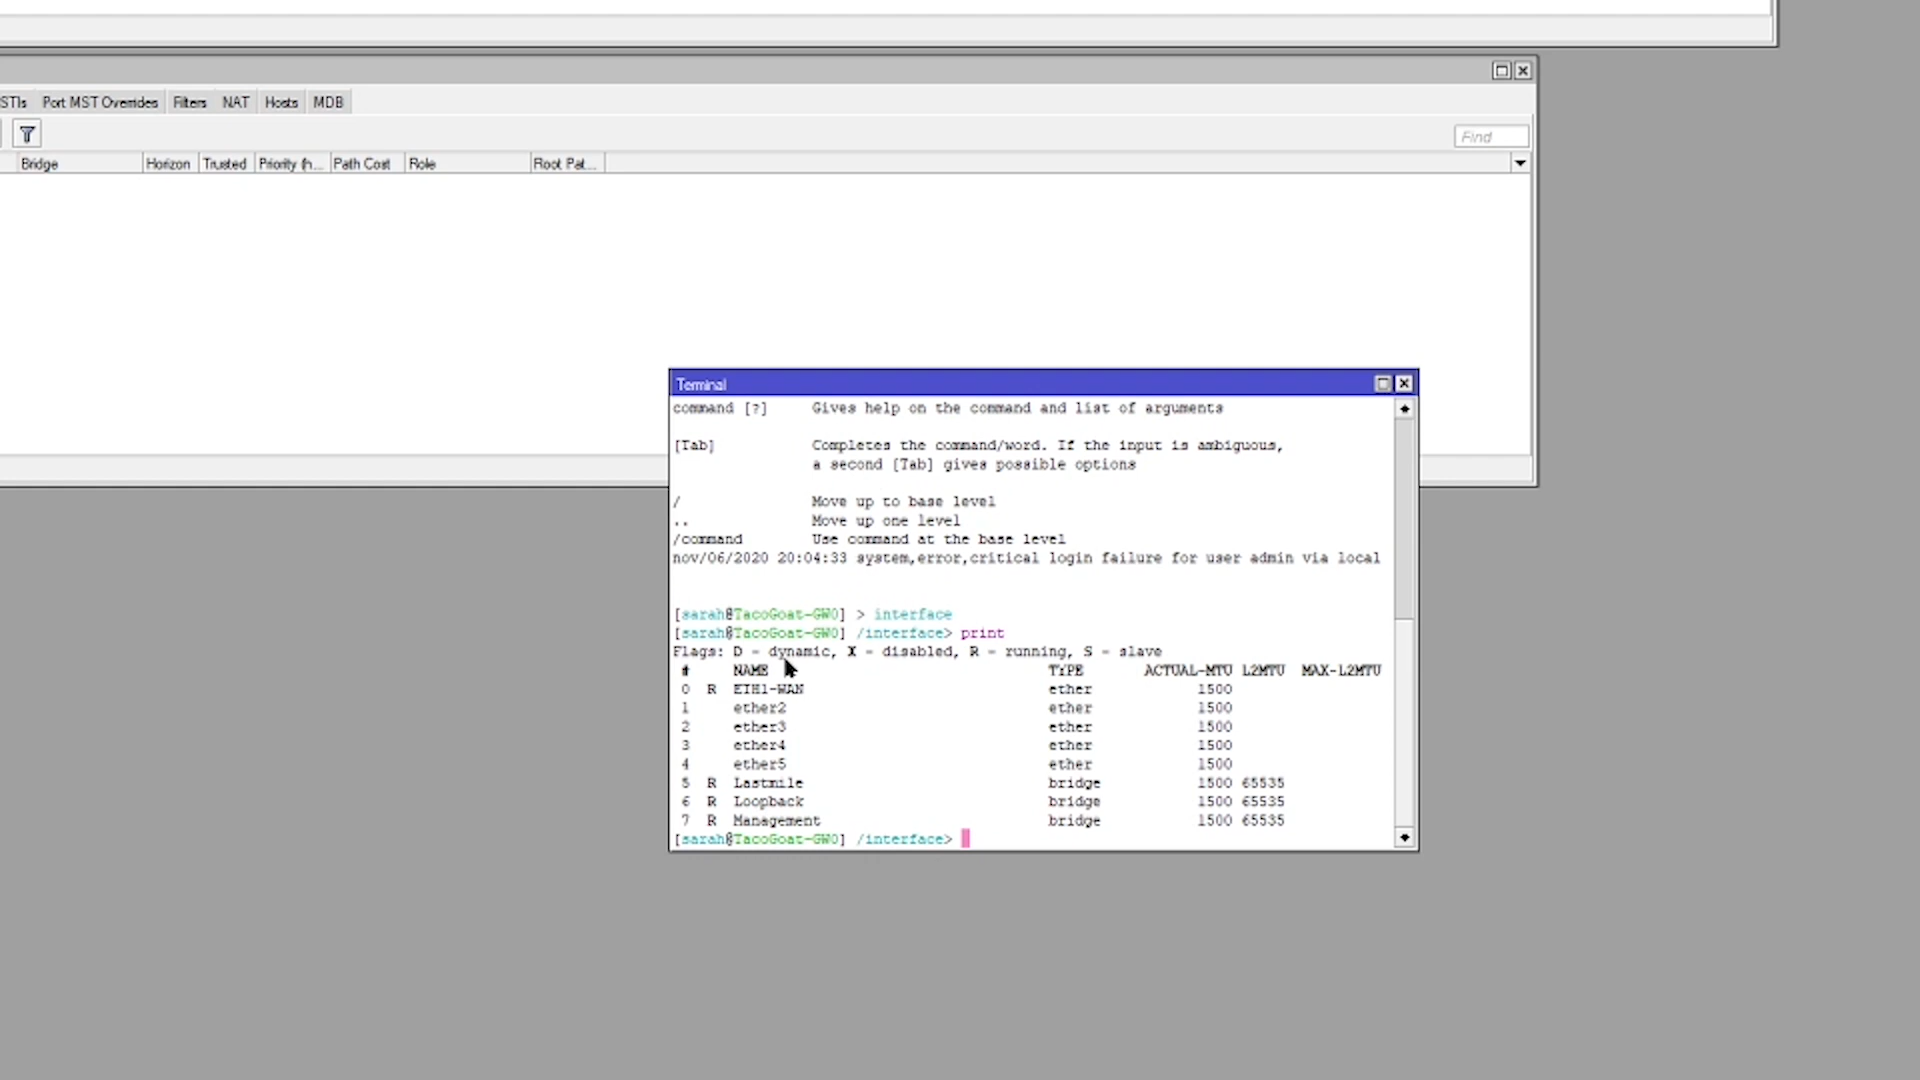 STIs Port MST Overrides Filters NAT Hosts MDB
Find
Bridge Horizon Trusted Priority (h... Path Cost Role Root Pat...
Terminal
command [?] Gives help on the command and list of arguments
[Tab] Completes the command/word. If the input is ambiguous,
a second [Tab] gives possible options
/ Move up to base level
.. Move up one level
/command Use command at the base level
nov/06/2020 20:04:33 system,error,critical login failure for user admin via local
[sarah@TacoGoat-GW0] > interface
[sarah@TacoGoat-GW0] /interface> print
Flags: D - dynamic, X - disabled, R - running, S - slave
# NAME TYPE ACTUAL-MTU L2MTU MAX-L2MTU
0 R ETH1-WAN ether 1500
1 ether2 ether 1500
2 ether3 ether 1500
3 ether4 ether 1500
4 ether5 ether 1500
5 R Lastmile bridge 1500 65535
6 R Loopback bridge 1500 65535
7 R Management bridge 1500 65535
[sarah@TacoGoat-GW0] /interface>